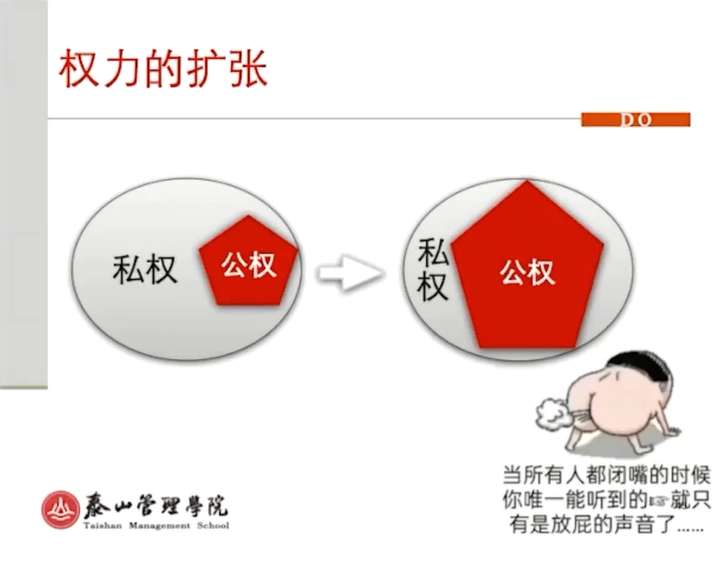 权力的扩张
DO
私权
公权
私
权
公权
当所有人都闭嘴的时候
你唯一能听到的☞就只
有是放屁的声音了......
泰山管理學院
Taishan Management School